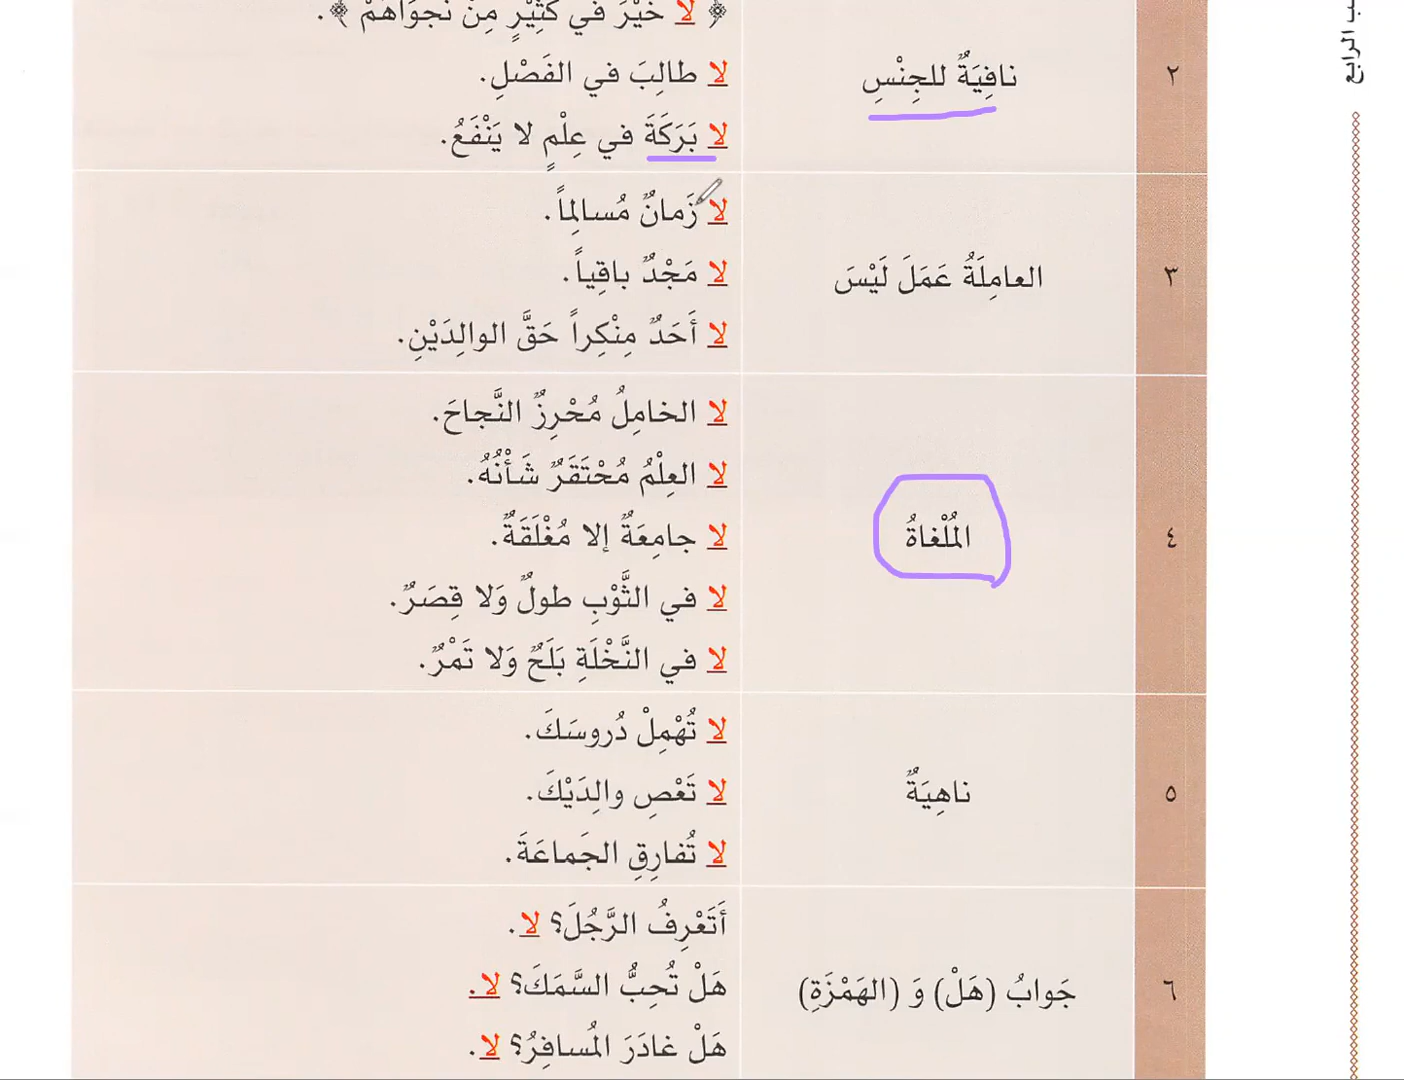 ﴿ لا خَيْرَ في كَثِيْرٍ مِنْ نَجْوَاهُمْ ﴾.
٢ نافِيَةٌ للجِنْسِ
لا طالِبَ في الفَصْلِ.
لا بَرَكَةَ في عِلْمٍ لا يَنْفَعُ.
لا زَمانٌ مُسالِماً.
٣ العامِلَةُ عَمَلَ لَيْسَ
لا مَجْدٌ باقِياً.
لا أَحَدٌ مِنْكِراً حَقَّ الوالِدَيْنِ.
لا الخامِلُ مُحْرِزٌ النَّجاحَ.
لا العِلْمُ مُحْتَقَرٌ شَأْنُهُ.
٤ المُلْغاةُ
لا جامِعَةٌ إلا مُغْلَقَةٌ.
لا في الثَّوْبِ طولٌ وَلا قِصَرٌ.
لا في النَّخْلَةِ بَلَحٌ وَلا تَمْرٌ.
لا تُهْمِلْ دُروسَكَ.
٥ ناهِيَةٌ
لا تَعْصِ والِدَيْكَ.
لا تُفارِقِ الجَماعَةَ.
أَتَعْرِفُ الرَّجُلَ؟ لا.
٦ جَوابُ (هَلْ) وَ (الهَمْزَةِ)
هَلْ تُحِبُّ السَّمَكَ؟ لا.
هَلْ غادَرَ المُسافِرُ؟ لا.
الرابع